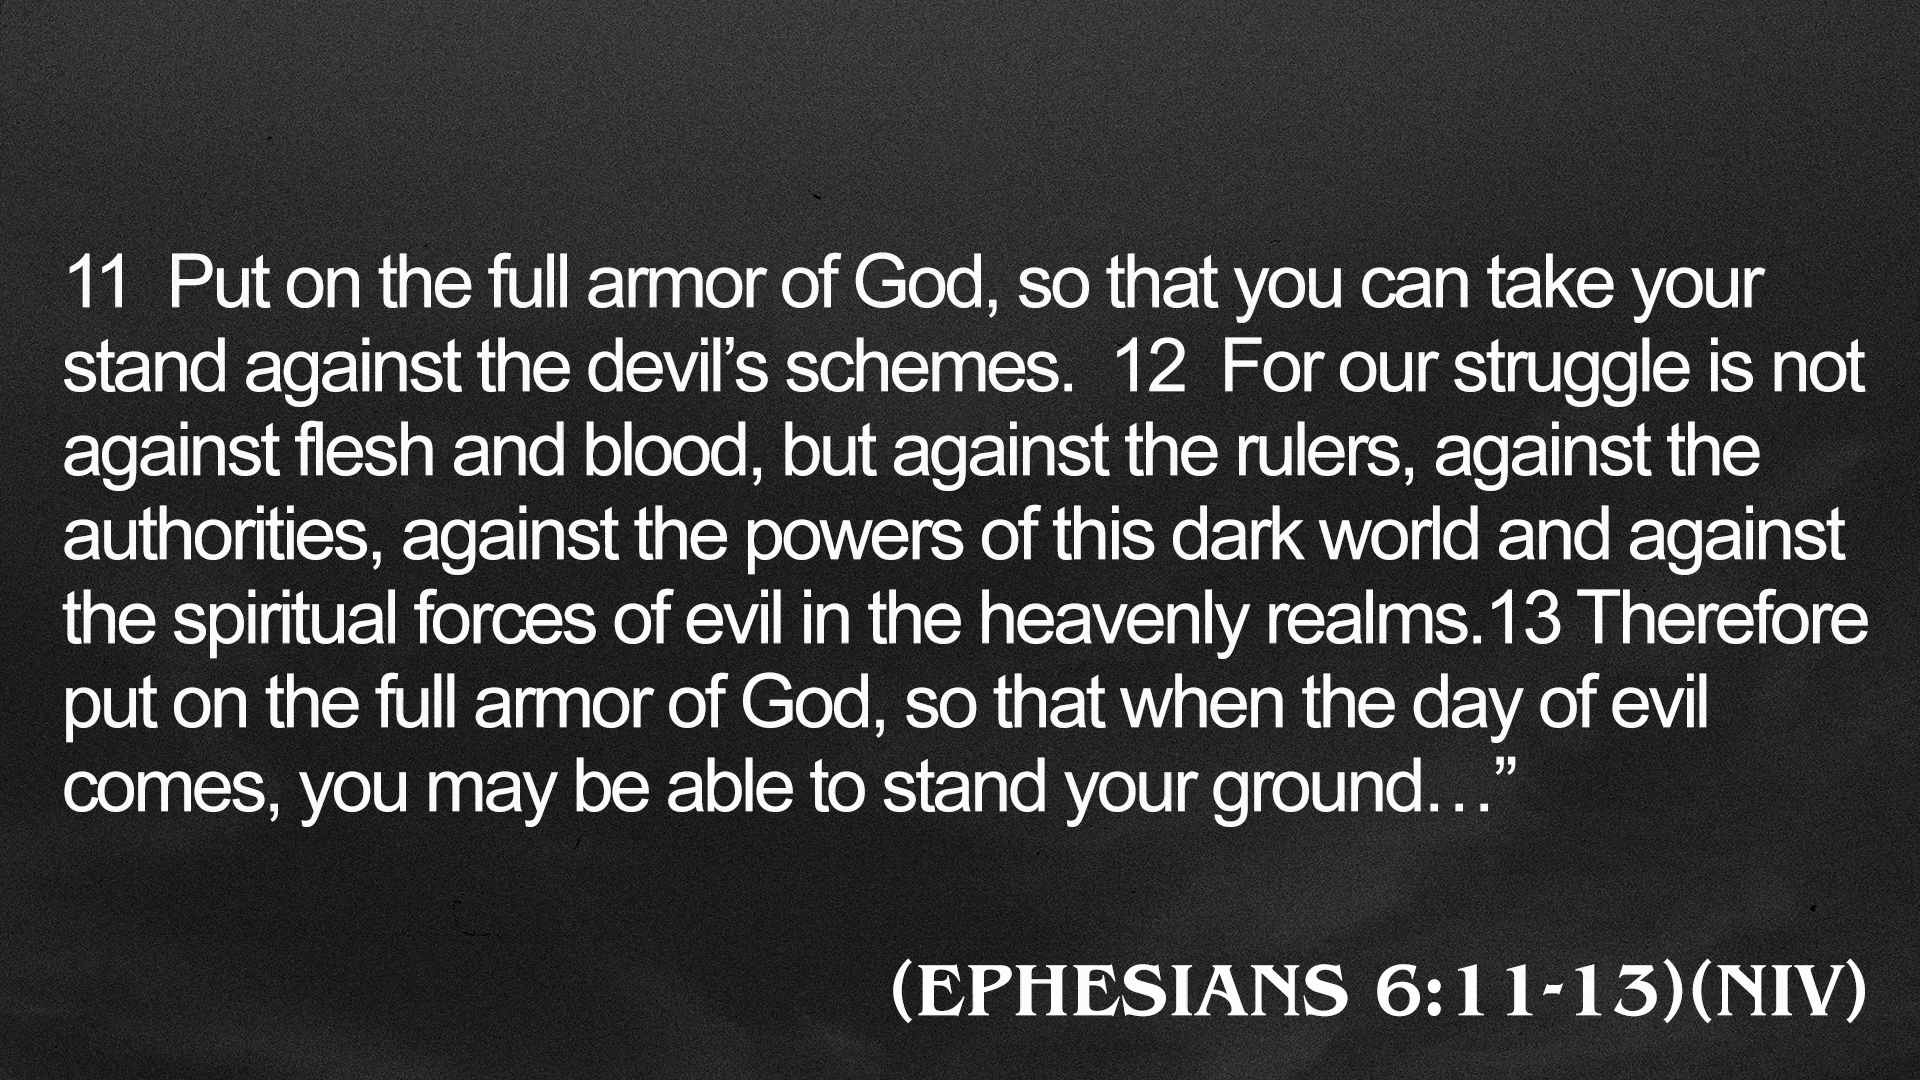 11  Put on the full armor of God, so that you can take your
stand against the devil’s schemes.  12  For our struggle is not
against flesh and blood, but against the rulers, against the
authorities, against the powers of this dark world and against
the spiritual forces of evil in the heavenly realms.13 Therefore
put on the full armor of God, so that when the day of evil
comes, you may be able to stand your ground…”
(EPHESIANS 6:11-13)(NIV)